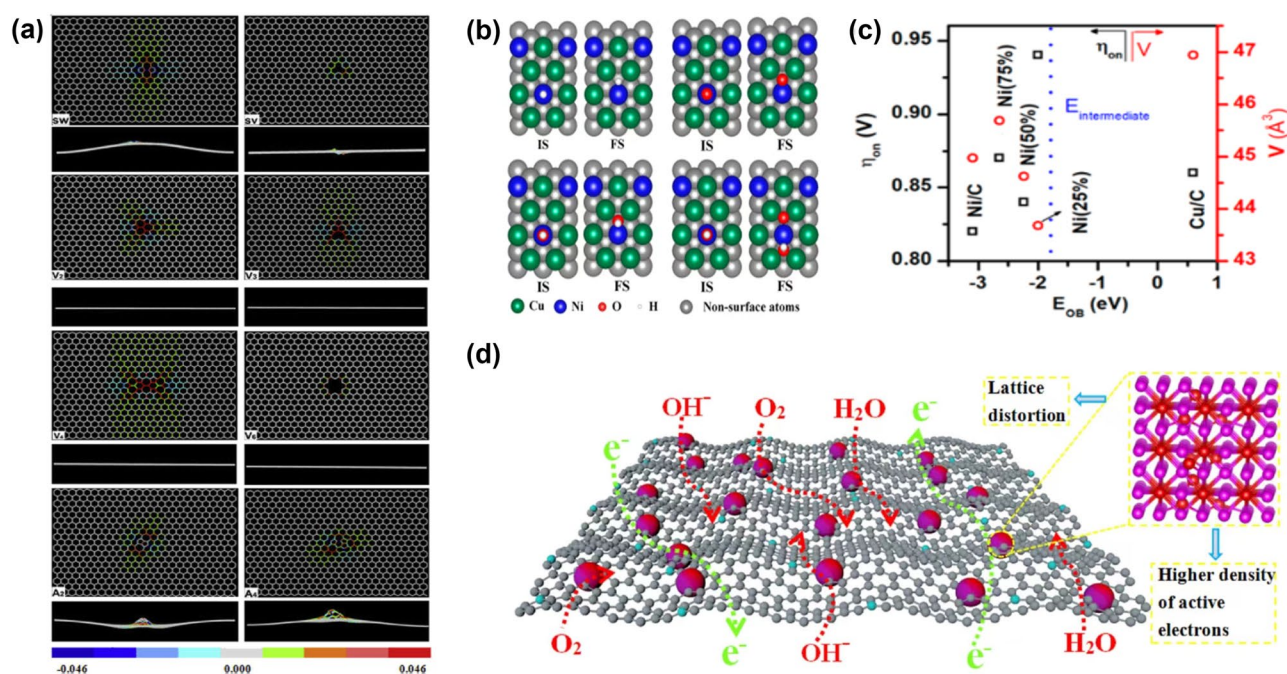 (a)
SW
SV
V₂
V₃
V₄
V₆
A₂
A₄
-0.046 0.000 0.046
(b)
IS FS IS FS
IS FS IS FS
Cu Ni O H Non-surface atoms
(c)
ηon V
0.95
0.90
0.85
0.80
ηon (V)
47
46
45
44
43
V (Å³)
Ni/C
Ni(75%)
Ni(50%)
Ni(25%)
Cu/C
Eintermediate
-3 -2 -1 0 1
EOB (eV)
(d)
OH⁻ O₂ H₂O e⁻
e⁻
Lattice
distortion
Higher density
of active
electrons
O₂ e⁻ OH⁻ e⁻ H₂O